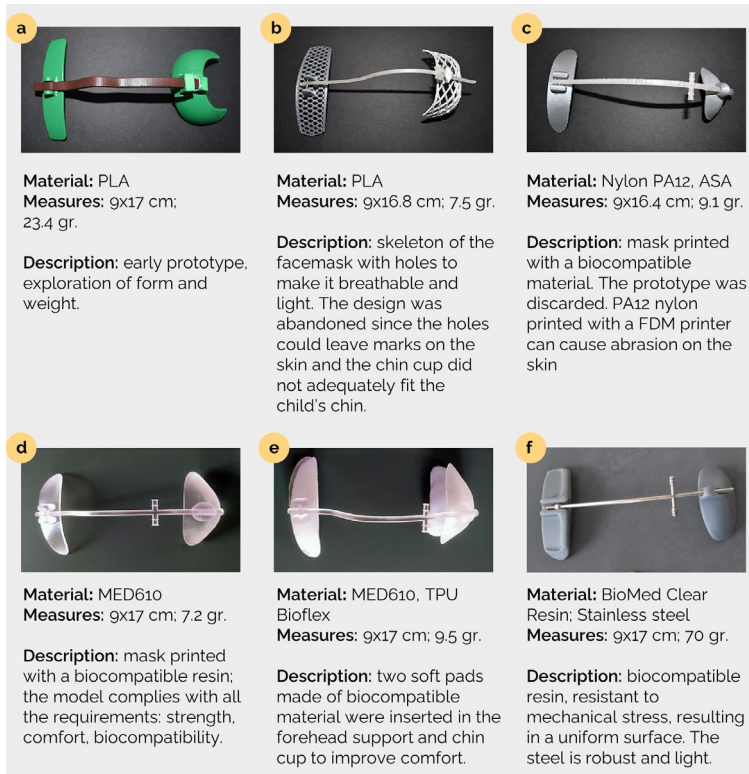 a
Material: PLA
Measures: 9x17 cm;
23.4 gr.
Description: early prototype,
exploration of form and
weight.
b
Material: PLA
Measures: 9x16.8 cm; 7.5 gr.
Description: skeleton of the
facemask with holes to
make it breathable and
light. The design was
abandoned since the holes
could leave marks on the
skin and the chin cup did
not adequately fit the
child's chin.
c
Material: Nylon PA12, ASA
Measures: 9x16.4 cm; 9.1 gr.
Description: mask printed
with a biocompatible
material. The prototype was
discarded. PA12 nylon
printed with a FDM printer
can cause abrasion on the
skin
d
Material: MED610
Measures: 9x17 cm; 7.2 gr.
Description: mask printed
with a biocompatible resin;
the model complies with all
the requirements: strength,
comfort, biocompatibility.
e
Material: MED610, TPU
Bioflex
Measures: 9x17 cm; 9.5 gr.
Description: two soft pads
made of biocompatible
material were inserted in the
forehead support and chin
cup to improve comfort.
f
Material: BioMed Clear
Resin; Stainless steel
Measures: 9x17 cm; 70 gr.
Description: biocompatible
resin, resistant to
mechanical stress, resulting
in a uniform surface. The
steel is robust and light.